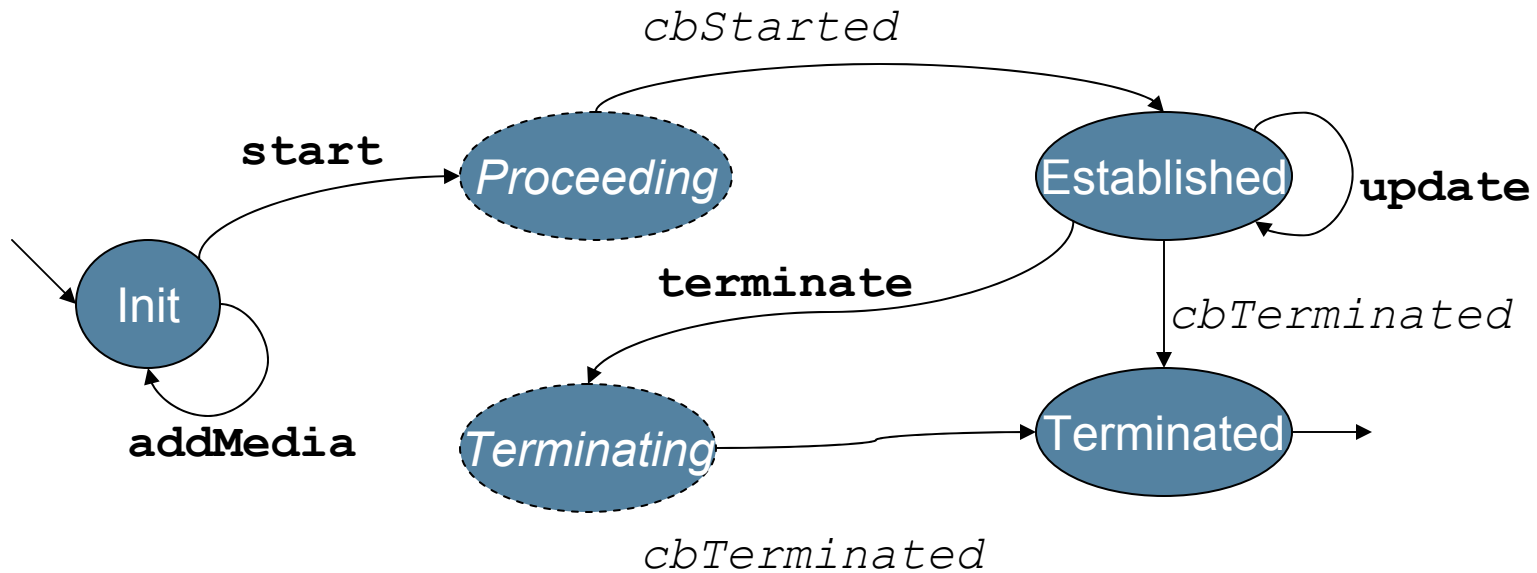 cbStarted
start
Proceeding
Established
update
terminate
Init
cbTerminated
addMedia
Terminating
Terminated
cbTerminated